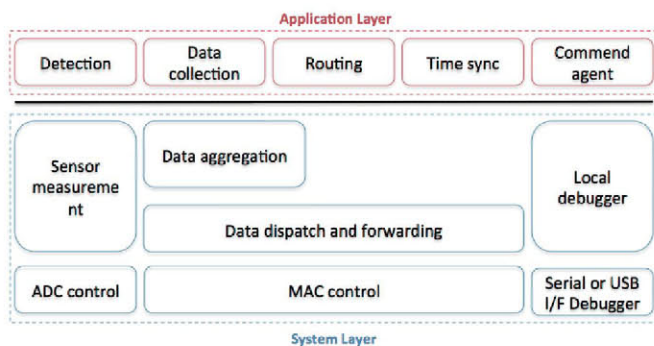 Application Layer
Detection
Data
collection
Routing
Time sync
Commend
agent
Sensor
measureme
nt
Data aggregation
Local
debugger
Data dispatch and forwarding
ADC control
MAC control
Serial or USB
I/F Debugger
System Layer